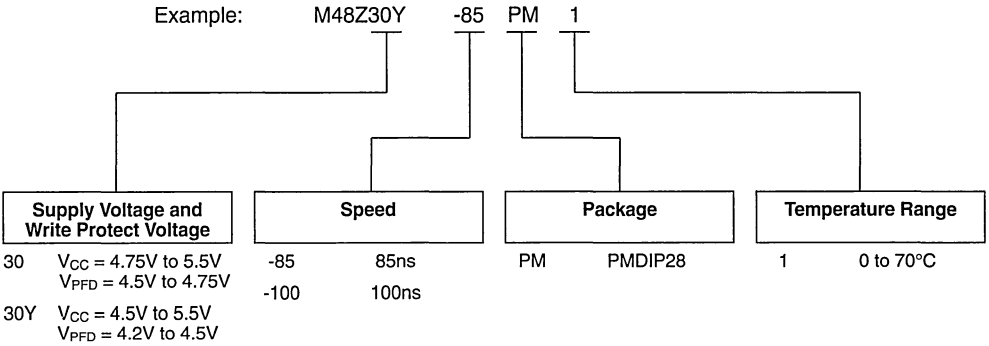 Example: M48Z30Y -85 PM 1
Supply Voltage and
Write Protect Voltage
30 VCC = 4.75V to 5.5V
VPFD = 4.5V to 4.75V
30Y VCC = 4.5V to 5.5V
VPFD = 4.2V to 4.5V
Speed
-85 85ns
-100 100ns
Package
PM PMDIP28
Temperature Range
1 0 to 70°C